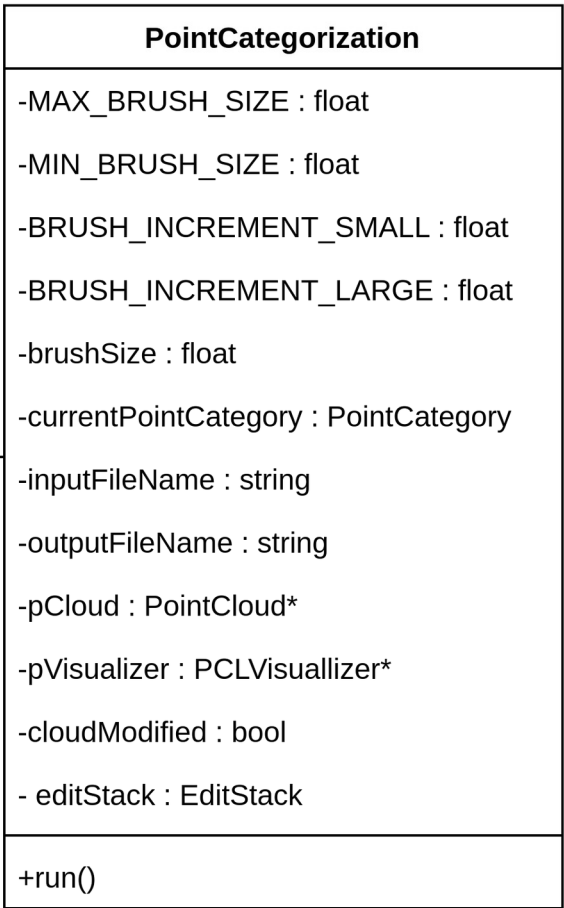 PointCategorization
-MAX_BRUSH_SIZE : float
-MIN_BRUSH_SIZE : float
-BRUSH_INCREMENT_SMALL : float
-BRUSH_INCREMENT_LARGE : float
-brushSize : float
-currentPointCategory : PointCategory
-inputFileName : string
-outputFileName : string
-pCloud : PointCloud*
-pVisualizer : PCLVisuallizer*
-cloudModified : bool
- editStack : EditStack
+run()